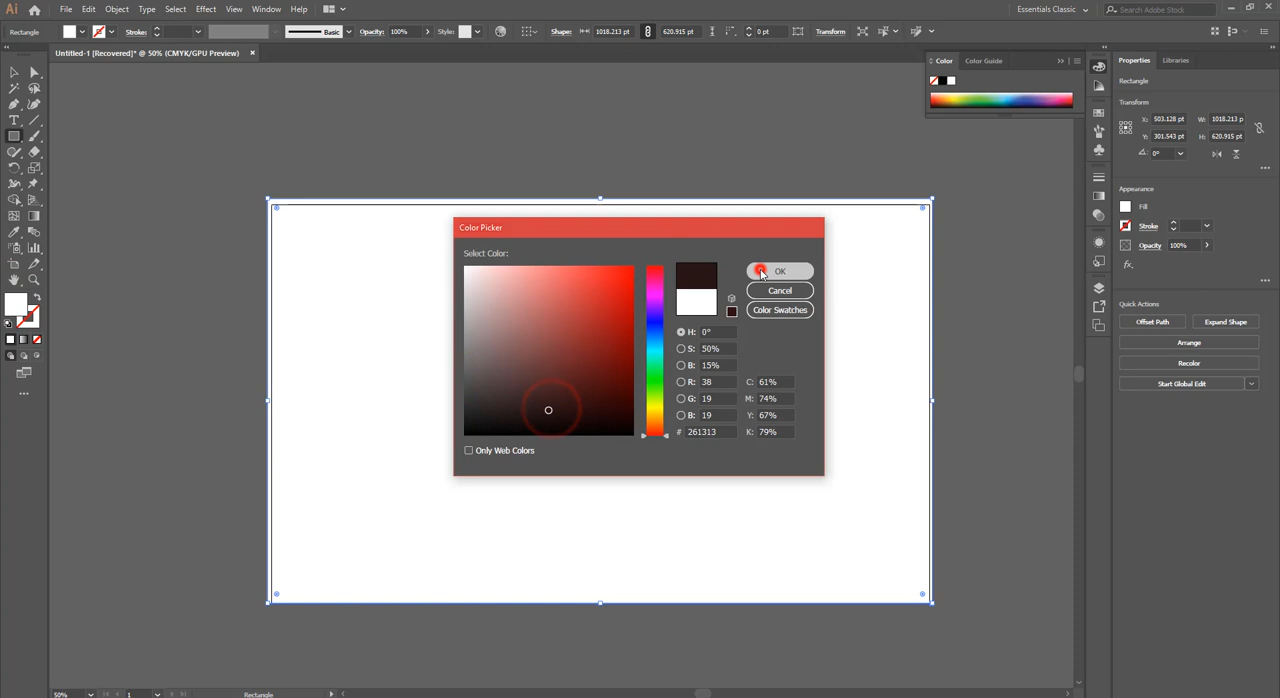 Ai File Edit Object Type Select Effect View Window Help Essentials Classic Search Adobe Stock
Rectangle Stroke: Basic Opacity: 100% Style: Shape: 1018.213 pt 620.915 pt 0 pt Transform
Untitled-1 [Recovered]* @ 50% (CMYK/GPU Preview)
Color Color Guide
Properties Libraries
Rectangle
Transform
X: 503.128 pt W: 1018.213 p
Y: 301.543 pt H: 620.915 pt
0°
Appearance
Fill
Stroke
Opacity 100%
fx.
Quick Actions
Offset Path Expand Shape
Arrange
Recolor
Start Global Edit
Color Picker
Select Color:
OK
Cancel
Color Swatches
H: 0°
S: 50%
B: 15%
R: 38 C: 61%
G: 19 M: 74%
B: 19 Y: 67%
# 261313 K: 79%
Only Web Colors
50% 1 Rectangle